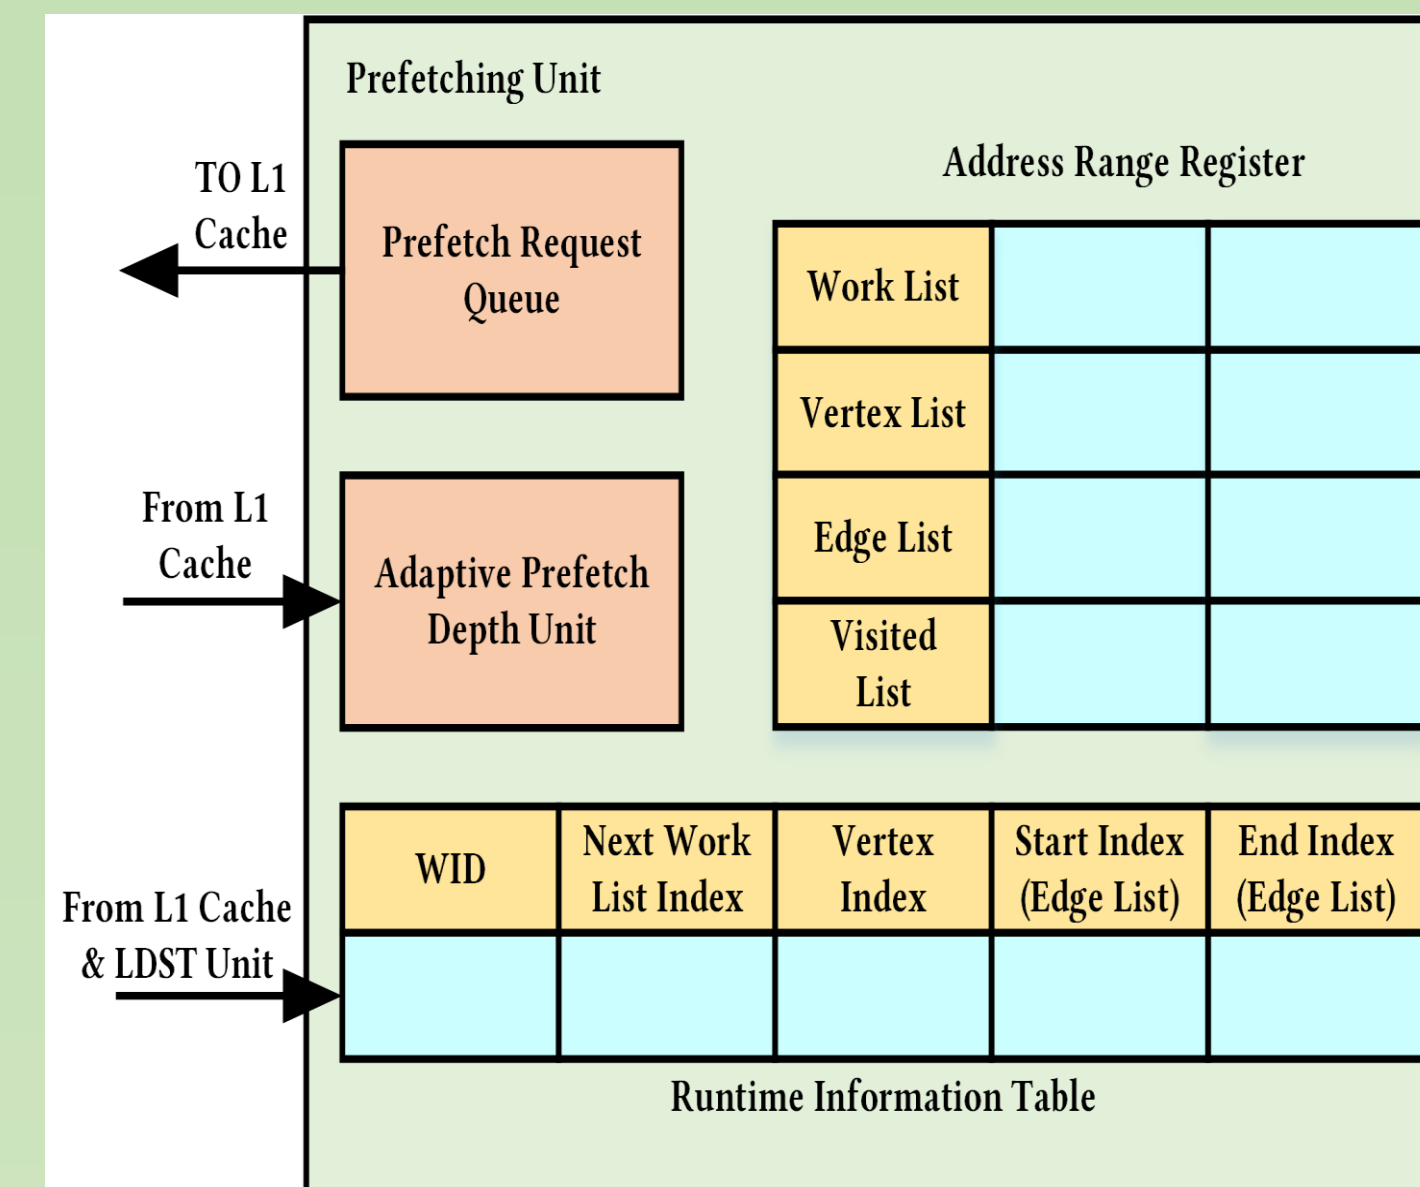 Prefetching Unit
TO L1
Cache
Prefetch Request
Queue
Address Range Register
Work List
Vertex List
Edge List
Visited
List
From L1
Cache
Adaptive Prefetch
Depth Unit
WID
Next Work
List Index
Vertex
Index
Start Index
(Edge List)
End Index
(Edge List)
From L1 Cache
& LDST Unit
Runtime Information Table